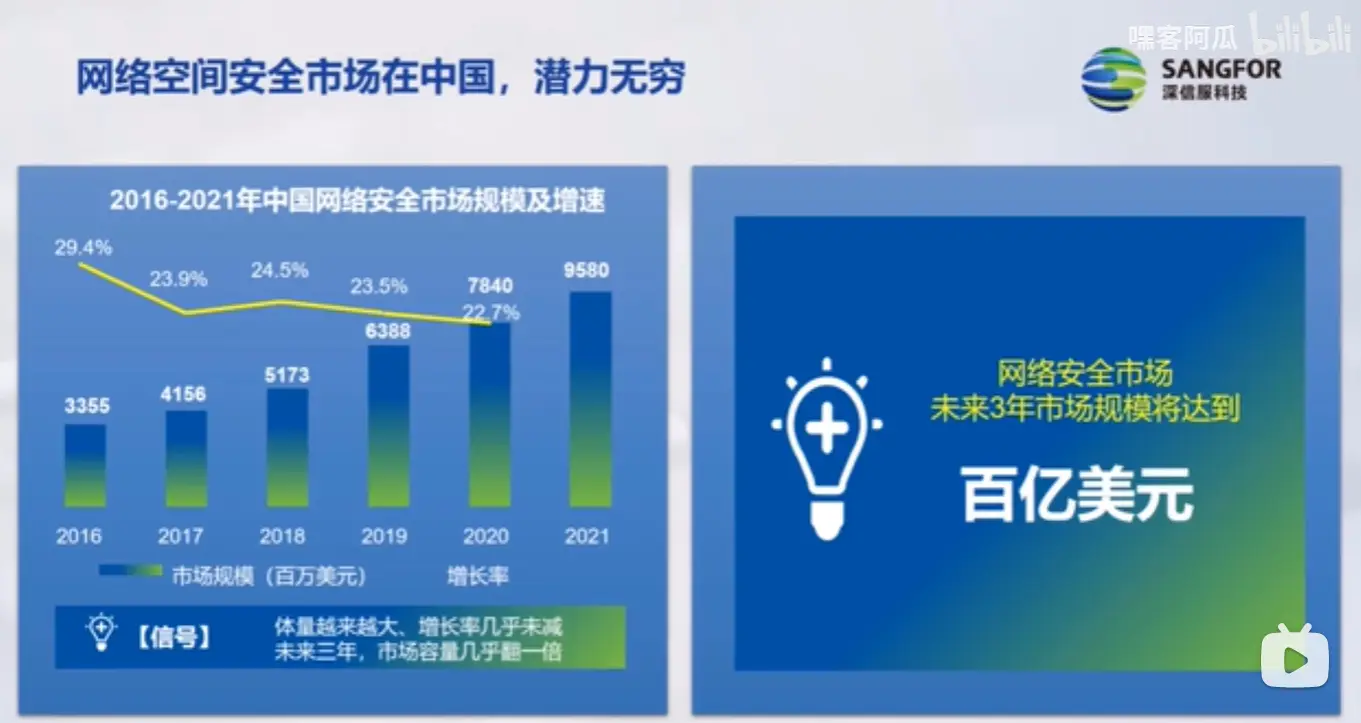 嘿客阿瓜 bilibili
网络空间安全市场在中国，潜力无穷
SANGFOR
深信服科技
2016-2021年中国网络安全市场规模及增速
29.4%
23.9%
24.5%
23.5%
22.7%
3355
4156
5173
6388
7840
9580
2016 2017 2018 2019 2020 2021
市场规模（百万美元） 增长率
【信号】
体量越来越大、增长率几乎未减
未来三年，市场容量几乎翻一倍
网络安全市场
未来3年市场规模将达到
百亿美元